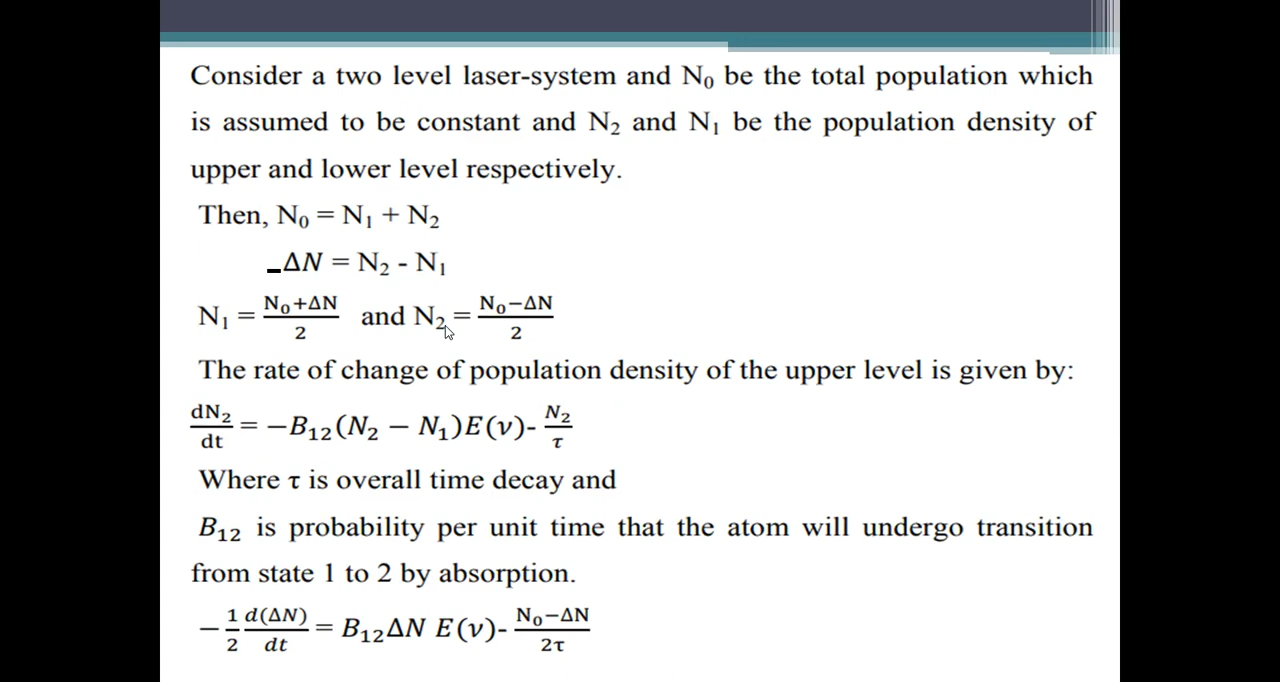 Consider a two level laser-system and N₀ be the total population which
is assumed to be constant and N₂ and N₁ be the population density of
upper and lower level respectively.
Then, N₀ = N₁ + N₂
-ΔN = N₂ - N₁
N₁ = (N₀+ΔN)/2 and N₂ = (N₀−ΔN)/2
The rate of change of population density of the upper level is given by:
dN₂/dt = −B₁₂(N₂ − N₁)E(ν)- N₂/τ
Where τ is overall time decay and
B₁₂ is probability per unit time that the atom will undergo transition
from state 1 to 2 by absorption.
−(1/2) d(ΔN)/dt = B₁₂ΔN E(ν)- (N₀−ΔN)/2τ